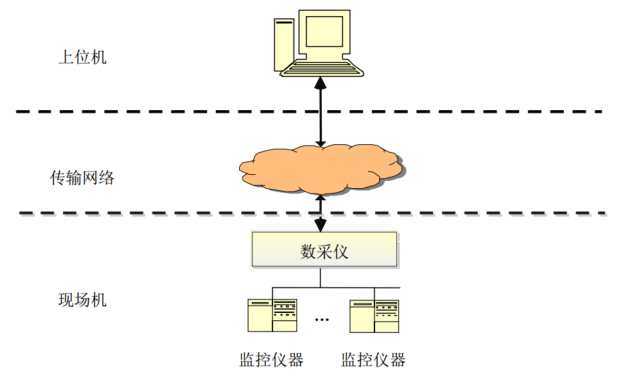 上位机
传输网络
数采仪
现场机
...
监控仪器 监控仪器